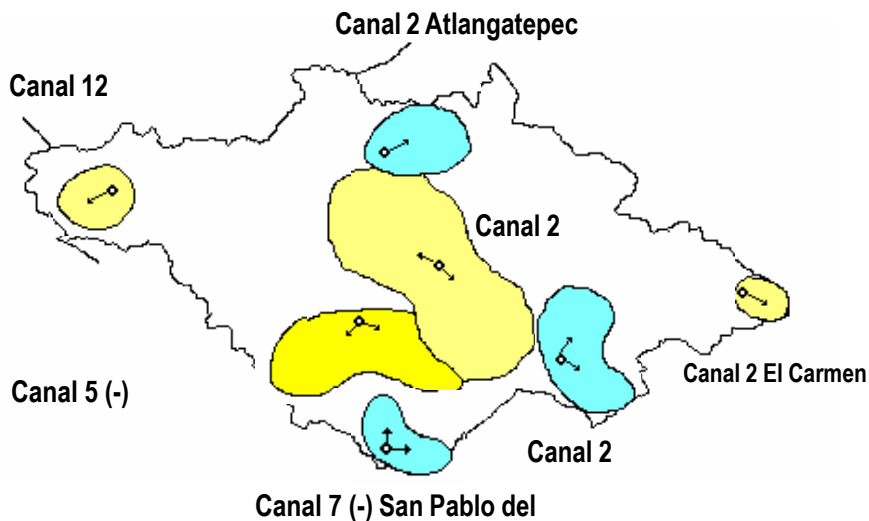 Canal 2 Atlangatepec
Canal 12
Canal 2
Canal 2 El Carmen
Canal 5 (-)
Canal 2
Canal 7 (-) San Pablo del